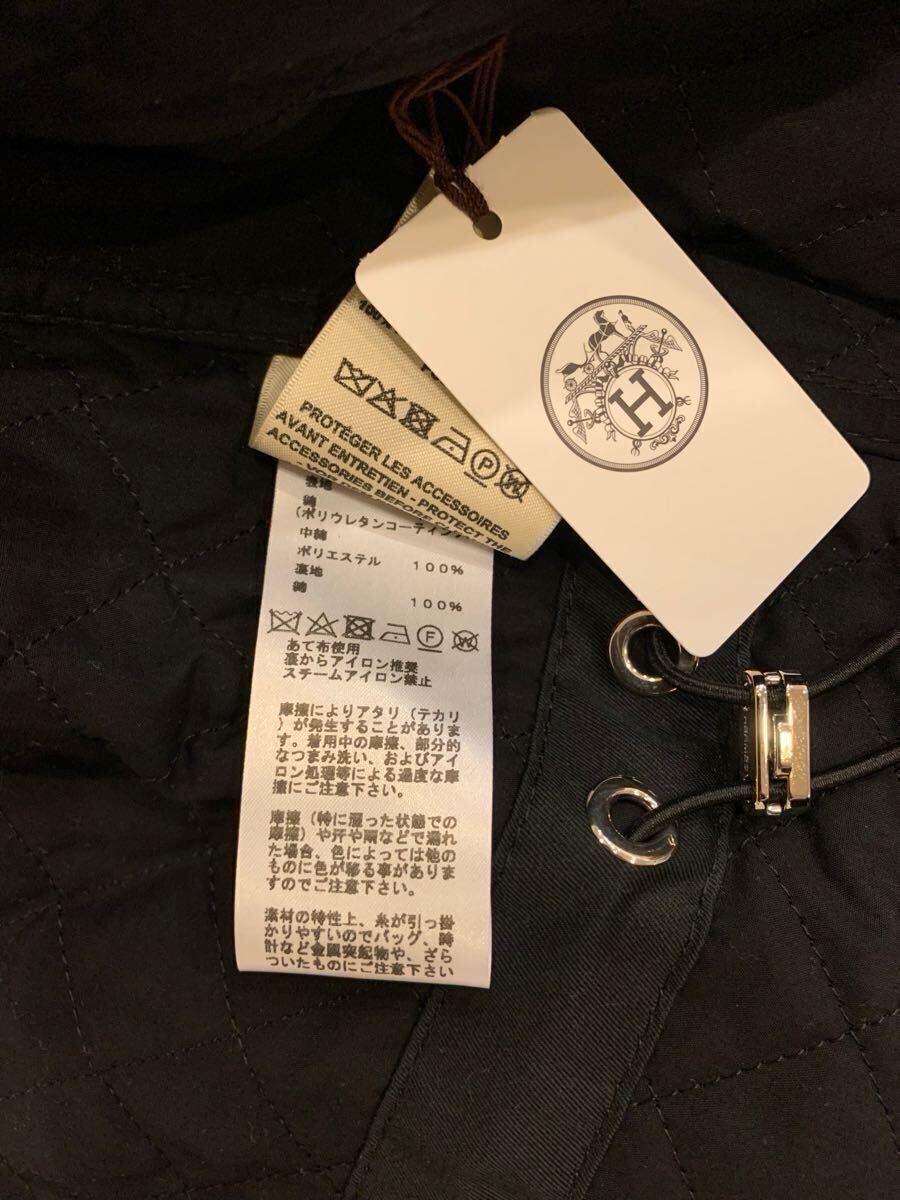 100%
PROTÉGER LES ACCESSOIRES
AVANT ENTRETIEN - PROTECT
ACCESSORIES BEFORE
PROTECT THE
H
表地
綿
(ポリウレタンコーティング
中綿
ポリエステル 100%
裏地
綿
100%
F
あて布使用
裏からアイロン推奨
スチームアイロン禁止
摩擦によりアタリ(テカリ
)が発生することがありま
す。着用中の摩擦、部分的
なつまみ洗い、およびアイ
ロン処理等による過度な摩
擦にご注意下さい。
摩擦(特に湿った状態での
摩擦)や汗や雨などで濡れ
た場合、色によっては他の
ものに色が移る事がありま
すのでご注意下さい。
素材の特性上、糸が引っ掛
かりやすいのでバッグ、時
計など金属突起物や、ざら
ついたものにご注意下さい